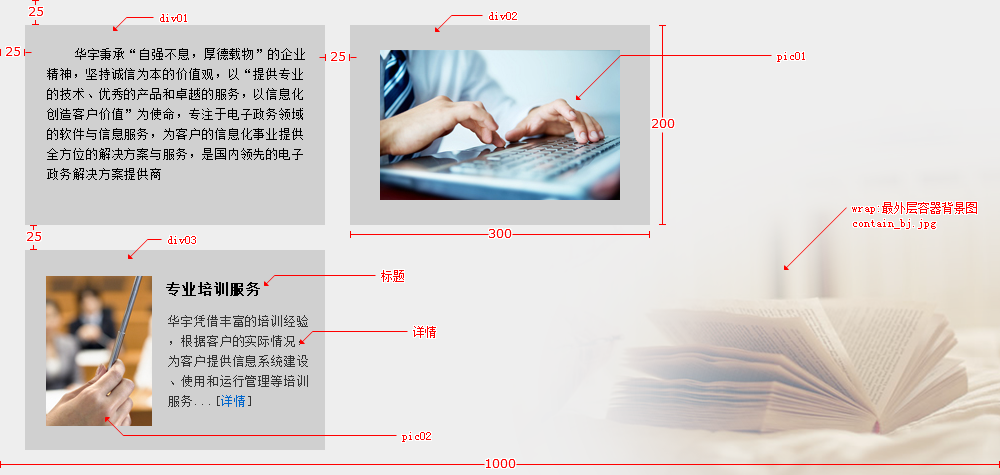 25
div01
div02
25
华宇秉承“自强不息，厚德载物”的企业
精神，坚持诚信为本的价值观，以“提供专业
的技术、优秀的产品和卓越的服务，以信息化
创造客户价值”为使命，专注于电子政务领域
的软件与信息服务，为客户的信息化事业提供
全方位的解决方案与服务，是国内领先的电子
政务解决方案提供商
25
pic01
200
wrap:最外层容器背景图
contain_bj.jpg
300
25
div03
标题
专业培训服务
华宇凭借丰富的培训经验
，根据客户的实际情况，
为客户提供信息系统建设
、使用和运行管理等培训
服务...[详情]
详情
pic02
1000